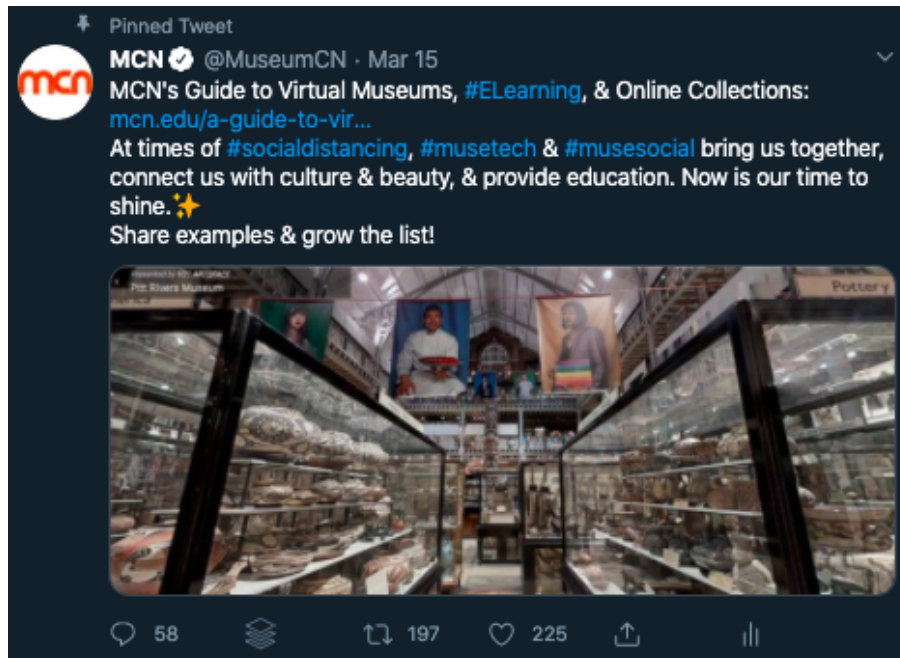 Pinned Tweet
MCN @MuseumCN · Mar 15
mcn
MCN's Guide to Virtual Museums, #ELearning, & Online Collections:
mcn.edu/a-guide-to-vir...
At times of #socialdistancing, #musetech & #musesocial bring us together,
connect us with culture & beauty, & provide education. Now is our time to
shine.✨
Share examples & grow the list!
Pitt Rivers Museum
Pottery
58 197 225